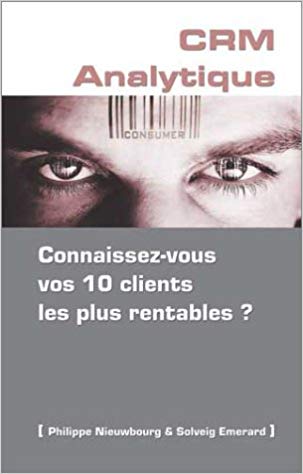 CRM
Analytique
CONSUMER
Connaissez-vous
vos 10 clients
les plus rentables ?
[ Philippe Nieuwbourg & Solveig Emerard ]